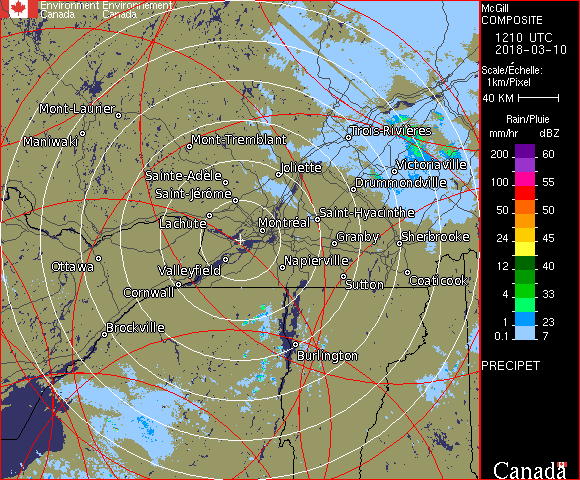 Environment Environnement
Canada Canada
McGill
COMPOSITE
1210 UTC
2018-03-10
Scale/Échelle:
1km/Pixel
40 KM
Rain/Pluie
mm/hr dBZ
200 60
100 55
50 50
24 45
12 40
4 33
1 23
0.1 7
PRECIPET
Mont-Laurier
Maniwaki
Mont-Tremblant
Trois-Rivières
Joliette
Victoriaville
Sainte-Adèle
Drummondville
Saint-Jérôme
Saint-Hyacinthe
Lachute
Montréal
Granby
Sherbrooke
Ottawa
Valleyfield
Napierville
Sutton
Coaticook
Cornwall
Brockville
Burlington
Canada